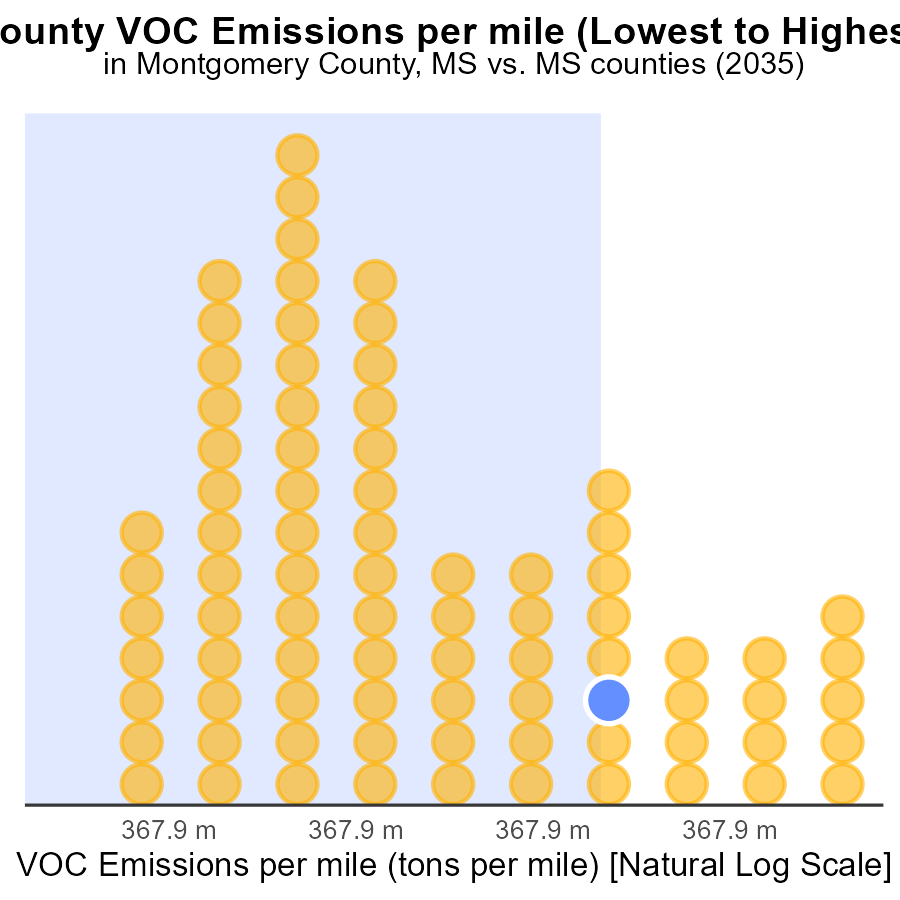 ounty VOC Emissions per mile (Lowest to Highes
in Montgomery County, MS vs. MS counties (2035)
367.9 m 367.9 m 367.9 m 367.9 m
VOC Emissions per mile (tons per mile) [Natural Log Scale]